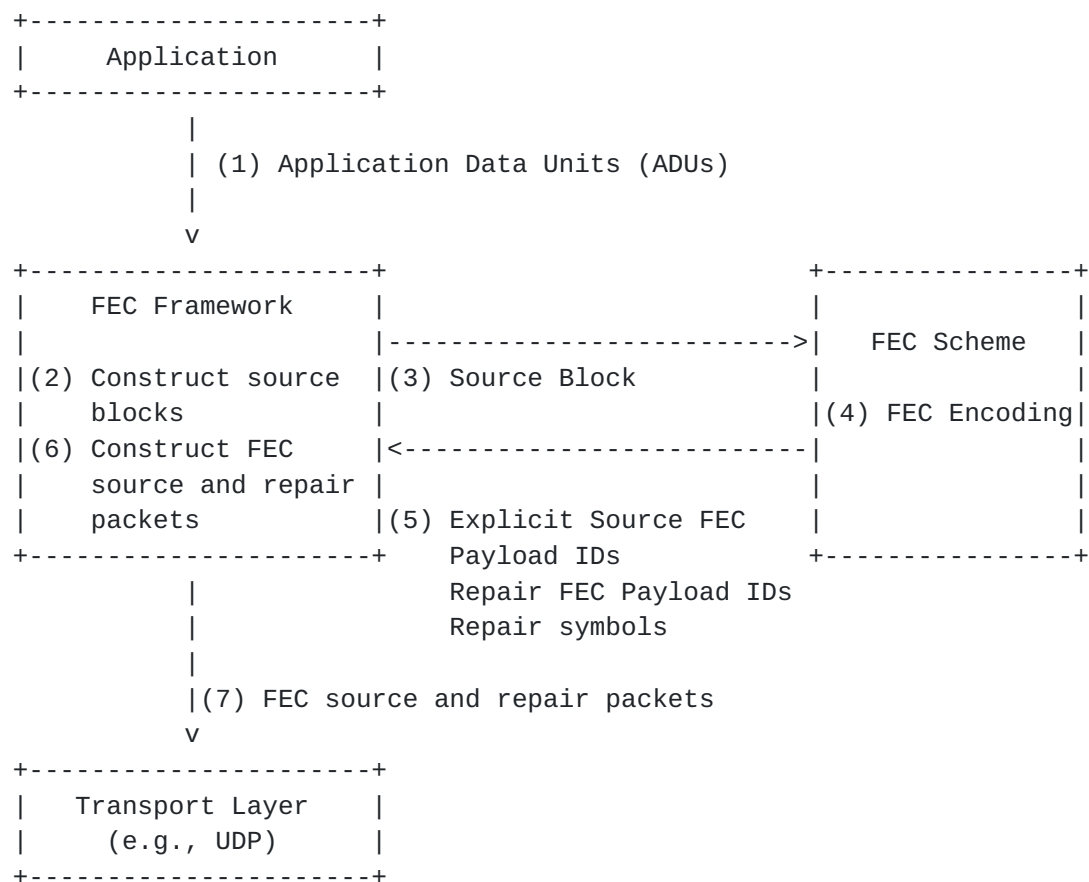 +----------------------+
|     Application      |
+----------------------+
           |
           | (1) Application Data Units (ADUs)
           |
           v
+----------------------+                           +----------------+
|    FEC Framework     |                           |                |
|                      |-------------------------->|   FEC Scheme   |
|(2) Construct source  |(3) Source Block           |                |
|    blocks            |                           |(4) FEC Encoding|
|(6) Construct FEC     |<--------------------------|                |
|    source and repair |                           |                |
|    packets           |(5) Explicit Source FEC    |                |
+----------------------+    Payload IDs            +----------------+
           |                Repair FEC Payload IDs
           |                Repair symbols
           |
           |(7) FEC source and repair packets
           v
+----------------------+
|   Transport Layer    |
|     (e.g., UDP)      |
+----------------------+